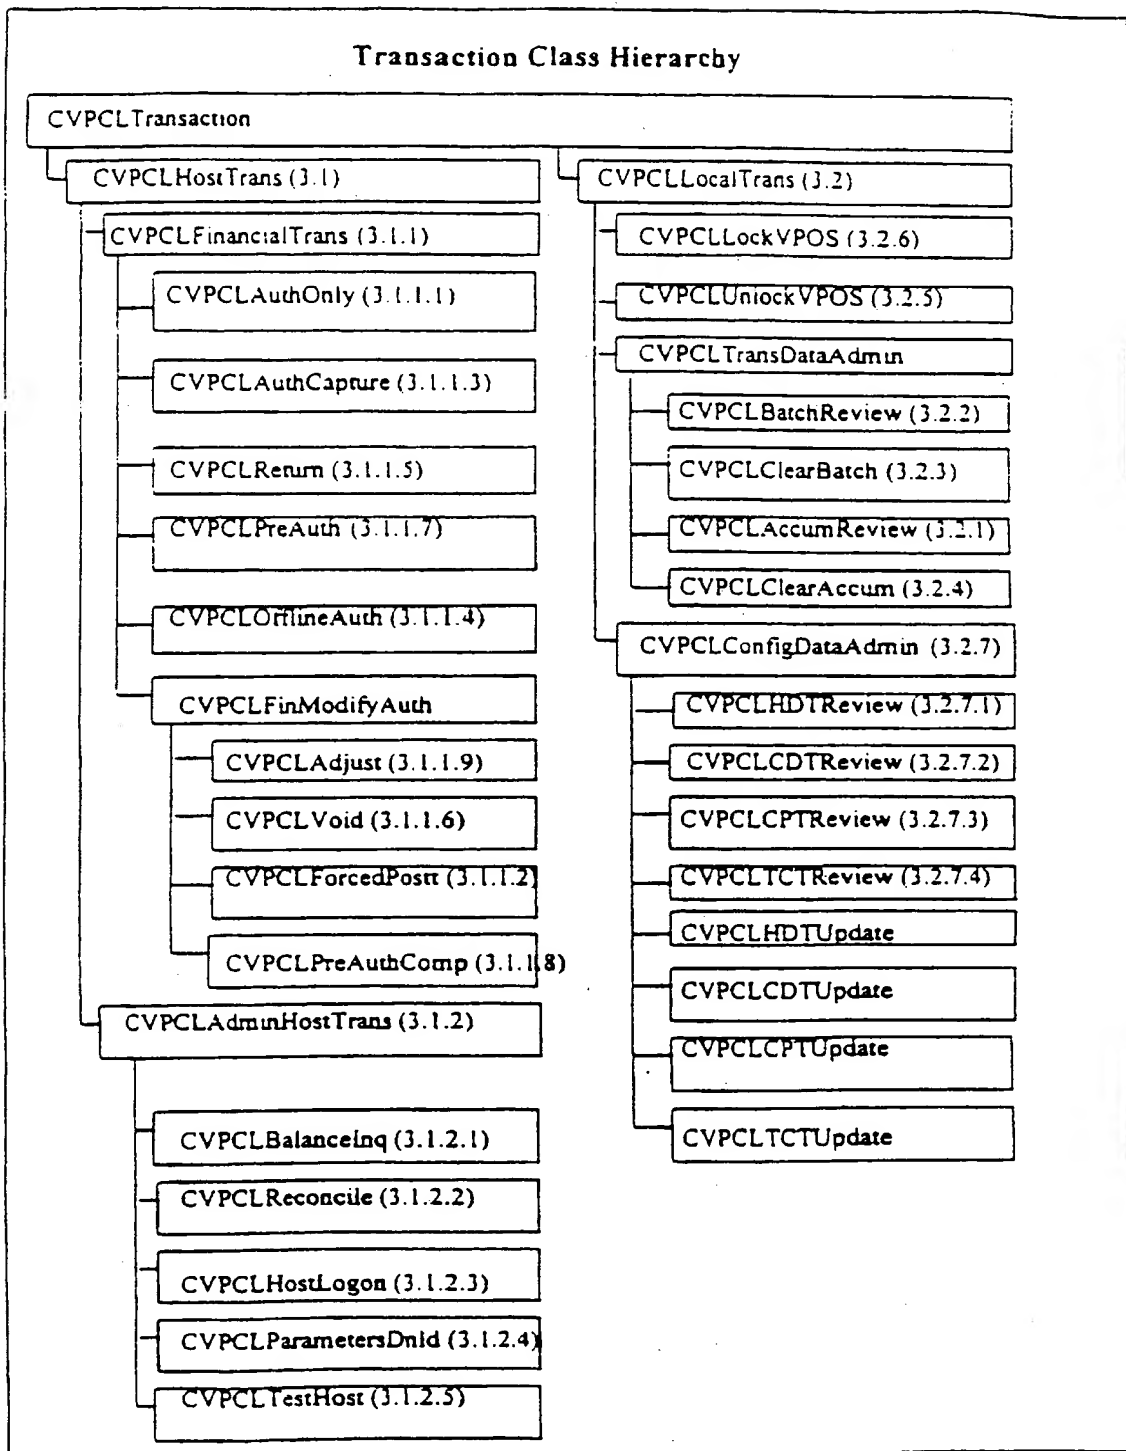 Transaction Class Hierarchy
CVPCLTransaction
CVPCLHostTrans (3.1)
CVPCLFinancialTrans (3.1.1)
CVPCLAuthOnly (3.1.1.1)
CVPCLAuthCapture (3.1.1.3)
CVPCLReturn (3.1.1.5)
CVPCLPreAuth (3.1.1.7)
CVPCLOfflineAuth (3.1.1.4)
CVPCLFinModifyAuth
CVPCLAdjust (3.1.1.9)
CVPCLVoid (3.1.1.6)
CVPCLForcedPostt (3.1.1.2)
CVPCLPreAuthComp (3.1.1.8)
CVPCLAdminHostTrans (3.1.2)
CVPCLBalanceInq (3.1.2.1)
CVPCLReconcile (3.1.2.2)
CVPCLHostLogon (3.1.2.3)
CVPCLParametersDnld (3.1.2.4)
CVPCLTestHost (3.1.2.5)
CVPCLLocalTrans (3.2)
CVPCLLockVPOS (3.2.6)
CVPCLUnlockVPOS (3.2.5)
CVPCLTransDataAdmin
CVPCLBatchReview (3.2.2)
CVPCLClearBatch (3.2.3)
CVPCLAccumReview (3.2.1)
CVPCLClearAccum (3.2.4)
CVPCLConfigDataAdmin (3.2.7)
CVPCLHDTReview (3.2.7.1)
CVPCLCDTReview (3.2.7.2)
CVPCLCPTReview (3.2.7.3)
CVPCLTCTReview (3.2.7.4)
CVPCLHDTUpdate
CVPCLCDTUpdate
CVPCLCPTUpdate
CVPCLTCTUpdate